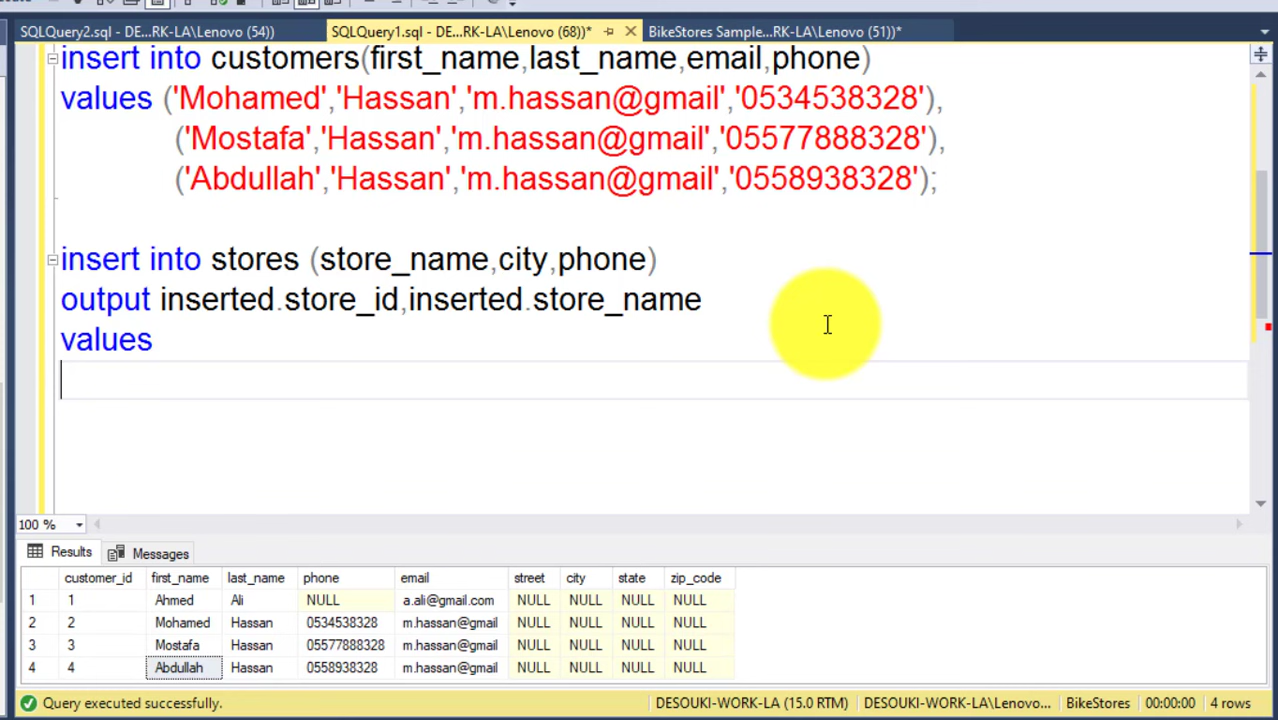 SQLQuery2.sql - DE...RK-LA\Lenovo (54))
SQLQuery1.sql - DE...RK-LA\Lenovo (68))*
BikeStores Sample...RK-LA\Lenovo (51))*
insert into customers(first_name,last_name,email,phone)
values ('Mohamed','Hassan','m.hassan@gmail','0534538328'),
('Mostafa','Hassan','m.hassan@gmail','05577888328'),
('Abdullah','Hassan','m.hassan@gmail','0558938328');
insert into stores (store_name,city,phone)
output inserted.store_id,inserted.store_name
values
100 %
Results Messages
customer_id first_name last_name phone email street city state zip_code
1 1 Ahmed Ali NULL a.ali@gmail.com NULL NULL NULL NULL
2 2 Mohamed Hassan 0534538328 m.hassan@gmail NULL NULL NULL NULL
3 3 Mostafa Hassan 05577888328 m.hassan@gmail NULL NULL NULL NULL
4 4 Abdullah Hassan 0558938328 m.hassan@gmail NULL NULL NULL NULL
Query executed successfully. DESOUKI-WORK-LA (15.0 RTM) DESOUKI-WORK-LA\Lenovo... BikeStores 00:00:00 4 rows